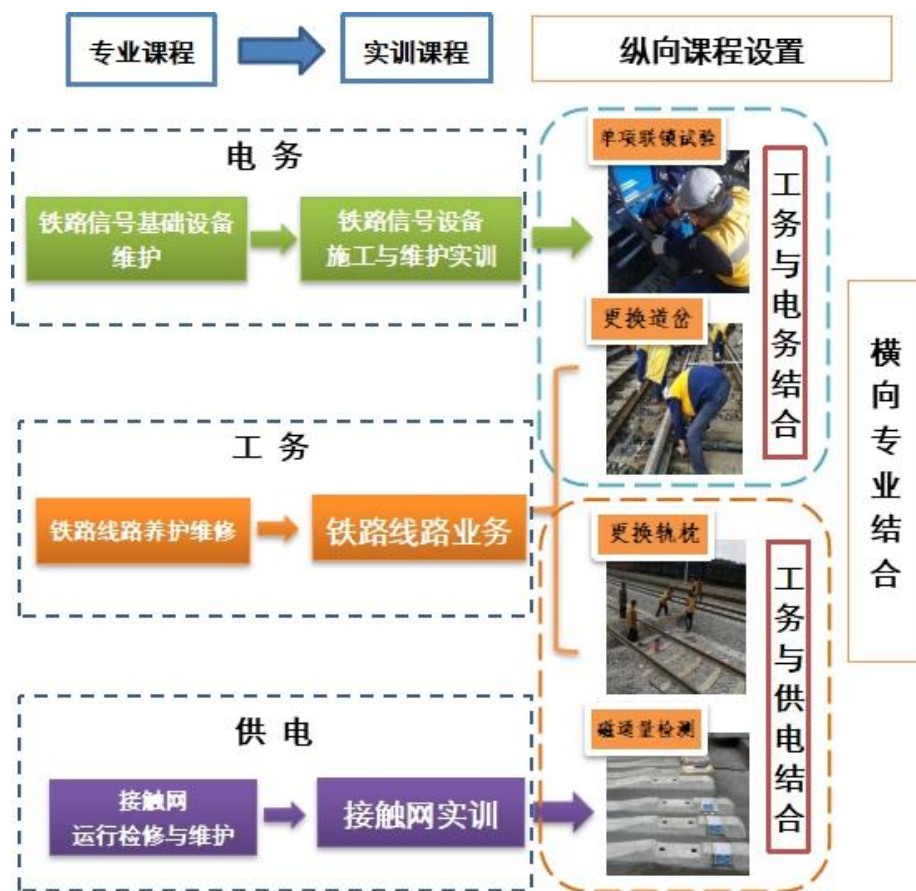 专业课程
实训课程
纵向课程设置
电 务
铁路信号基础设备
维护
铁路信号设备
施工与维护实训
单项联锁试验
更换道岔
工务与电务结合
工 务
铁路线路养护维修
铁路线路业务
更换轨枕
工务与供电结合
供 电
接触网
运行检修与维护
接触网实训
磁通量检测
横向专业结合